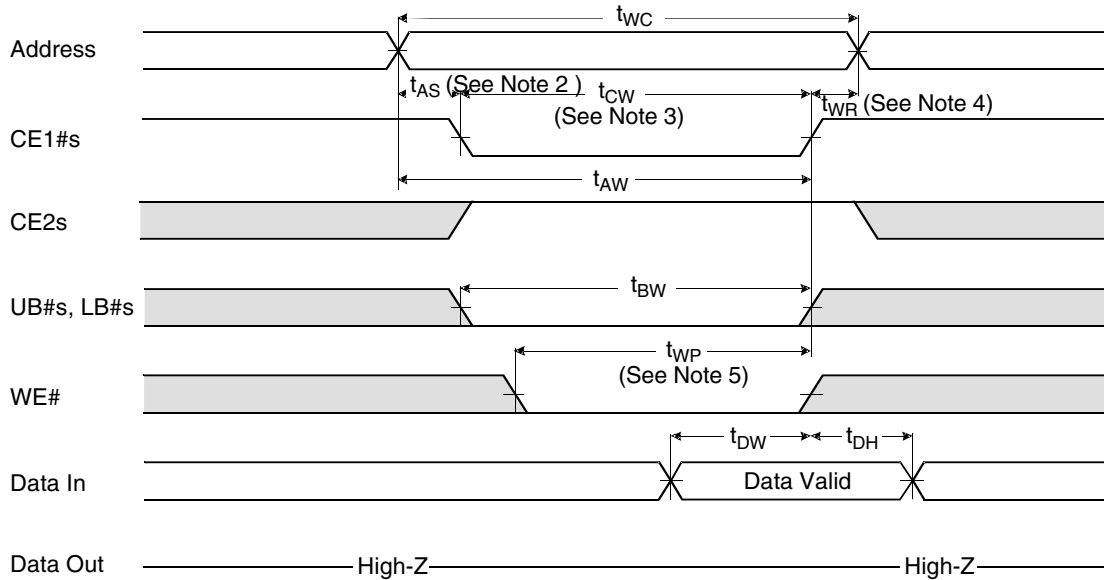 tWC
Address
tAS (See Note 2 )
tCW
(See Note 3)
tWR (See Note 4)
CE1#s
tAW
CE2s
tBW
UB#s, LB#s
tWP
(See Note 5)
WE#
tDW
tDH
Data In
Data Valid
Data Out
High-Z
High-Z